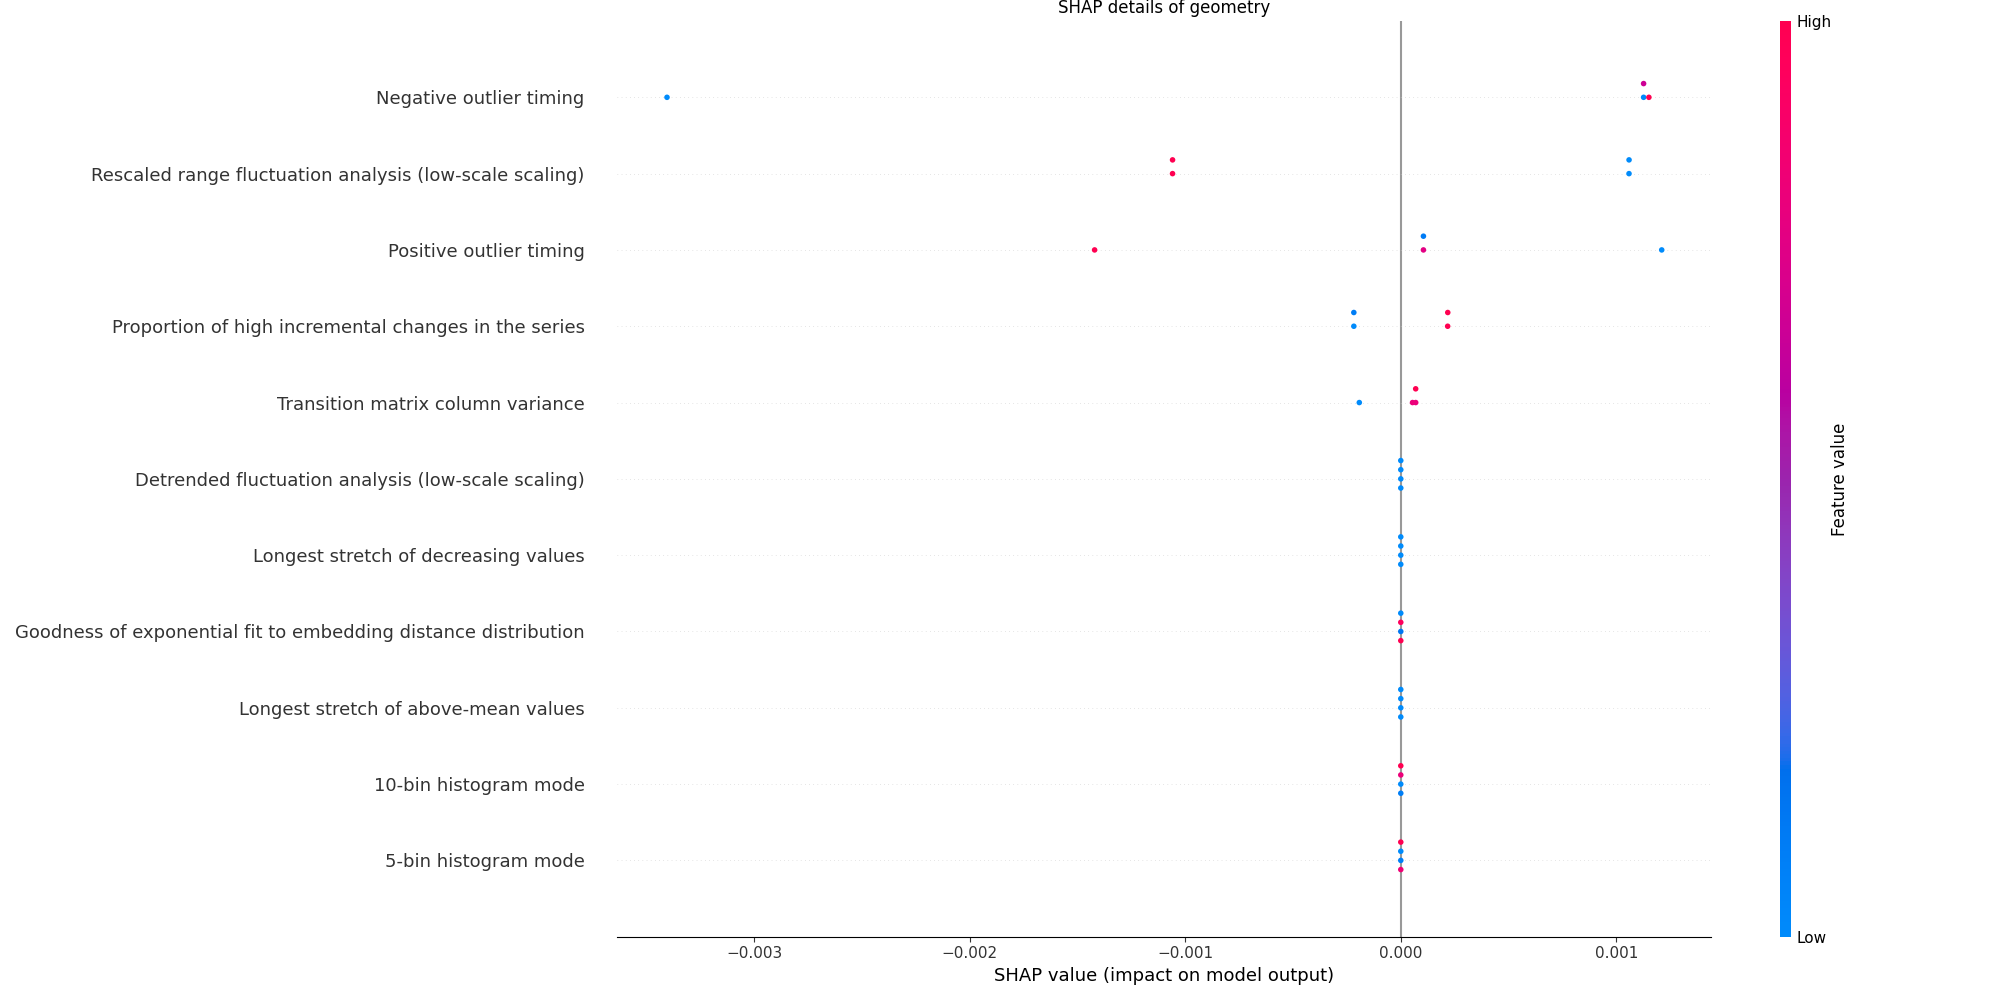 SHAP details of geometry
High
Negative outlier timing
Rescaled range fluctuation analysis (low-scale scaling)
Positive outlier timing
Proportion of high incremental changes in the series
Transition matrix column variance
Detrended fluctuation analysis (low-scale scaling)
Longest stretch of decreasing values
Goodness of exponential fit to embedding distance distribution
Longest stretch of above-mean values
10-bin histogram mode
5-bin histogram mode
Feature value
Low
−0.003 −0.002 −0.001 0.000 0.001
SHAP value (impact on model output)